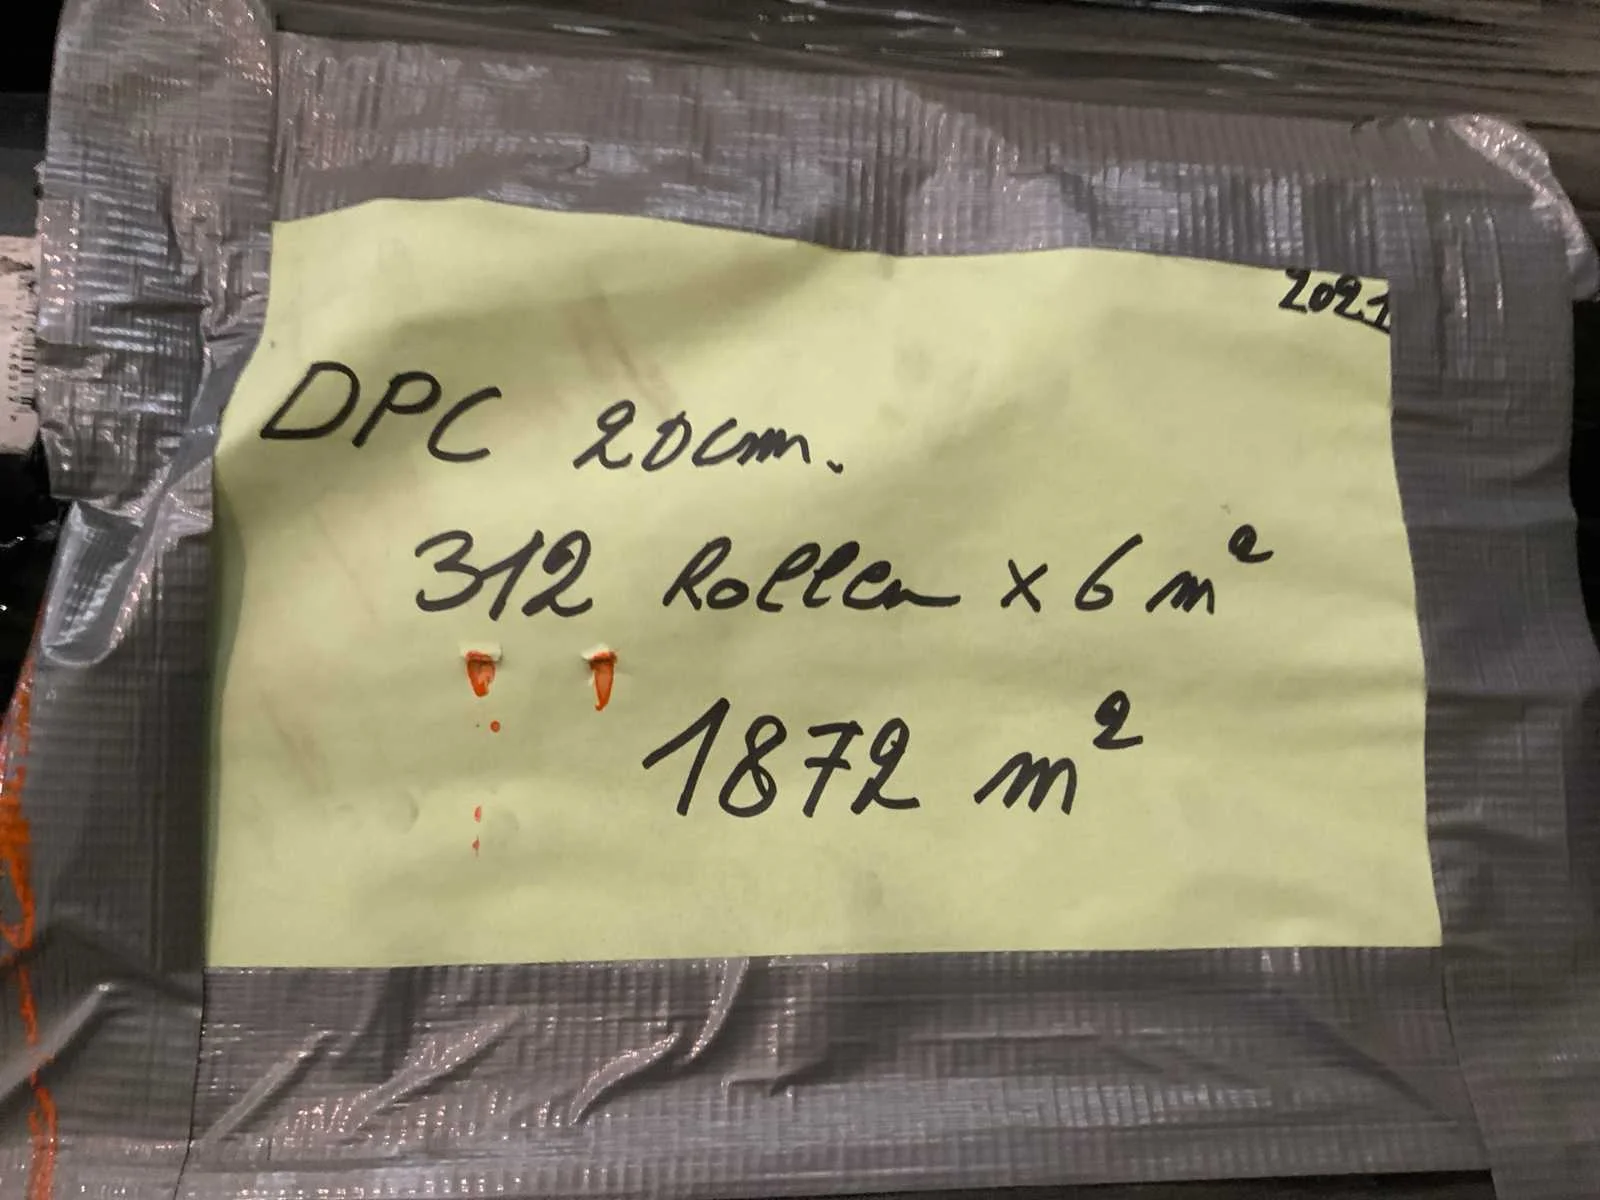 2021
DPC 20cm.
312 Rollen x 6 m²
1872 m²